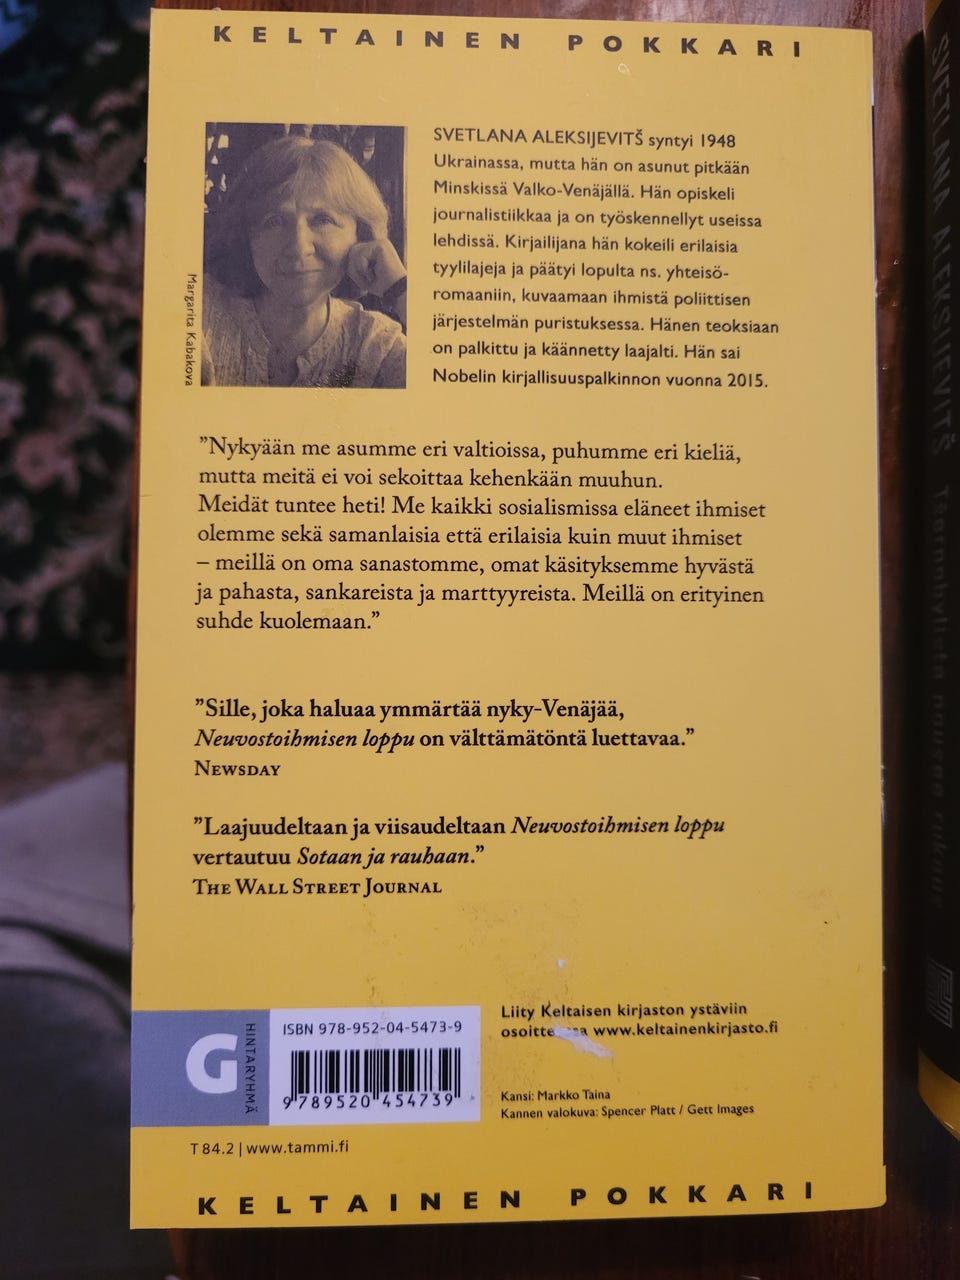 KELTAINEN POKKARI
SVETLANA ALEKSIJEVITŠ syntyi 1948
Ukrainassa, mutta hän on asunut pitkään
Minskissä Valko-Venäjällä. Hän opiskeli
journalistiikkaa ja on työskennellyt useissa
lehdissä. Kirjailijana hän kokeili erilaisia
tyylilajeja ja päätyi lopulta ns. yhteisö-
romaaniin, kuvaamaan ihmistä poliittisen
järjestelmän puristuksessa. Hänen teoksiaan
on palkittu ja käännetty laajalti. Hän sai
Nobelin kirjallisuuspalkinnon vuonna 2015.
Margarita Kabakova
”Nykyään me asumme eri valtioissa, puhumme eri kieliä,
mutta meitä ei voi sekoittaa kehenkään muuhun.
Meidät tuntee heti! Me kaikki sosialismissa eläneet ihmiset
olemme sekä samanlaisia että erilaisia kuin muut ihmiset
– meillä on oma sanastomme, omat käsityksemme hyvästä
ja pahasta, sankareista ja marttyyreista. Meillä on erityinen
suhde kuolemaan.”
”Sille, joka haluaa ymmärtää nyky-Venäjää,
Neuvostoihmisen loppu on välttämätöntä luettavaa.”
NEWSDAY
”Laajuudeltaan ja viisaudeltaan Neuvostoihmisen loppu
vertautuu Sotaan ja rauhaan.”
THE WALL STREET JOURNAL
G
HINTARYHMÄ
ISBN 978-952-04-5473-9
9 789520 454739
Liity Keltaisen kirjaston ystäviin
www.keltainenkirjasto.fi
Kansi: Markko Taina
Kannen valokuva: Spencer Platt / Gett Images
T 84.2 | www.tammi.fi
KELTAINEN POKKARI
SVETLANA ALEKSIJEVITŠ